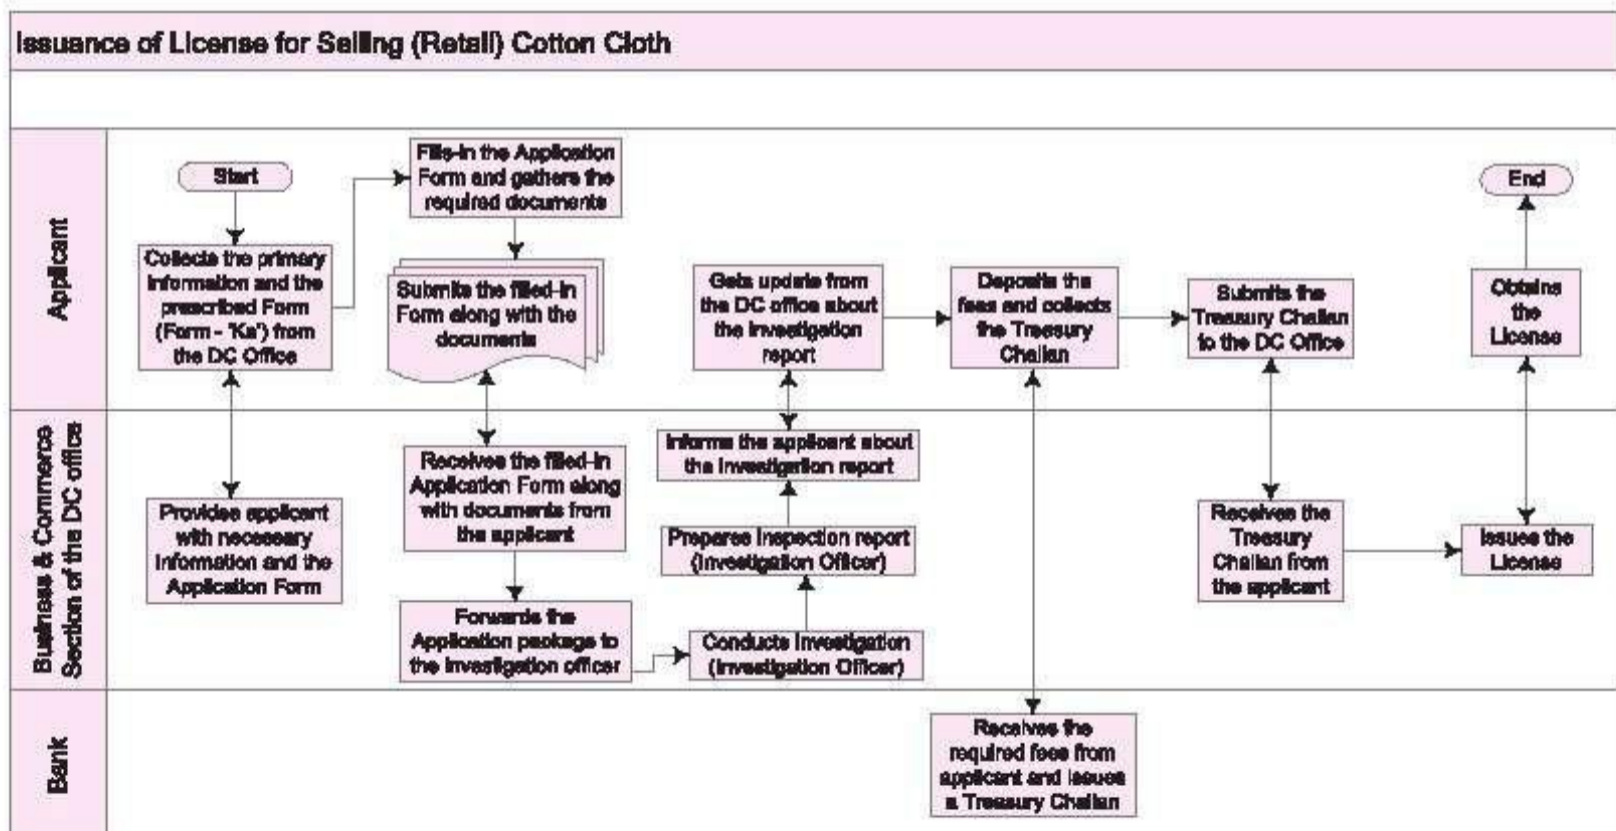 Issuance of License for Selling (Retail) Cotton Cloth
Applicant
Start
Collects the primary
information and the
prescribed Form
(Form - 'Ka') from
the DC Office
Fills-in the Application
Form and gathers the
required documents
Submits the filled-in
Form along with the
documents
Gets update from
the DC office about
the investigation
report
Deposits the
fees and collects
the Treasury
Challan
Submits the
Treasury Challan
to the DC Office
End
Obtains
the
License
Business & Commerce
Section of the DC office
Provides applicant
with necessary
information and the
Application Form
Receives the filled-in
Application Form along
with documents from
the applicant
Forwards the
Application package to
the investigation officer
Informs the applicant about
the investigation report
Prepares inspection report
(Investigation Officer)
Conducts Investigation
(Investigation Officer)
Receives the
Treasury
Challan from
the applicant
Issues the
License
Bank
Receives the
required fees from
applicant and issues
a Treasury Challan